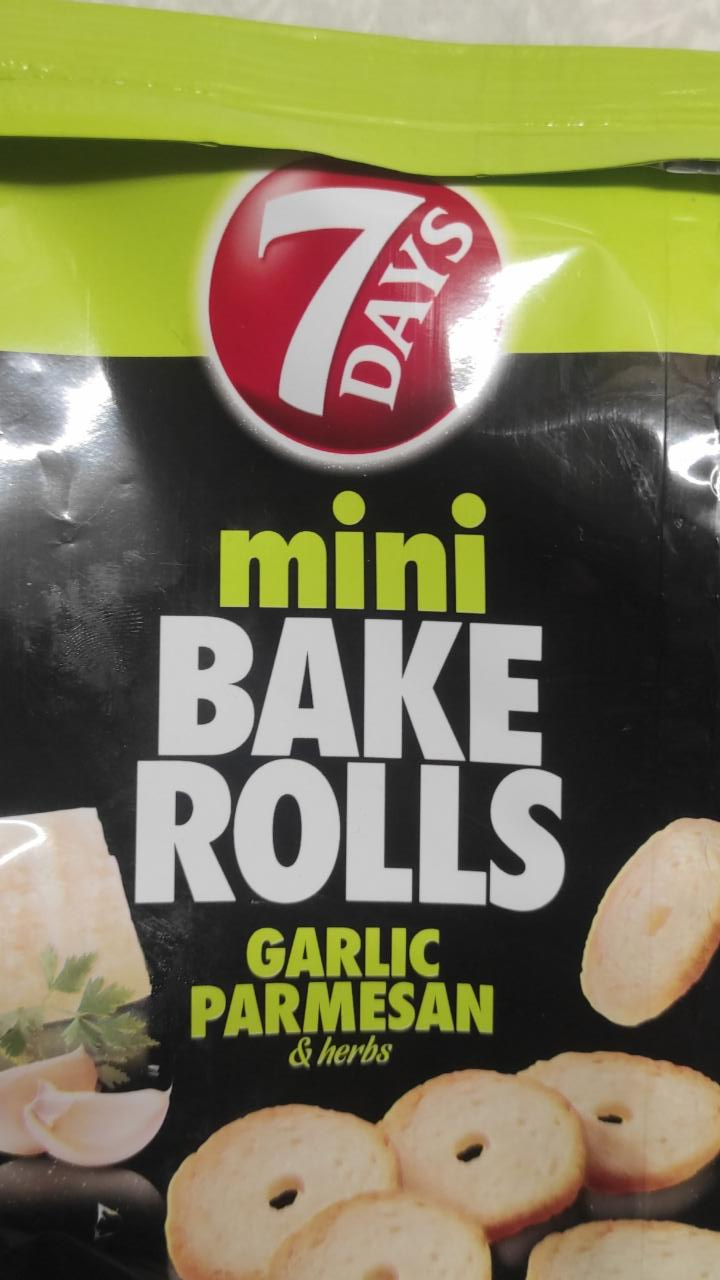 7
DAYS
mini
BAKE
ROLLS
GARLIC
PARMESAN
& herbs